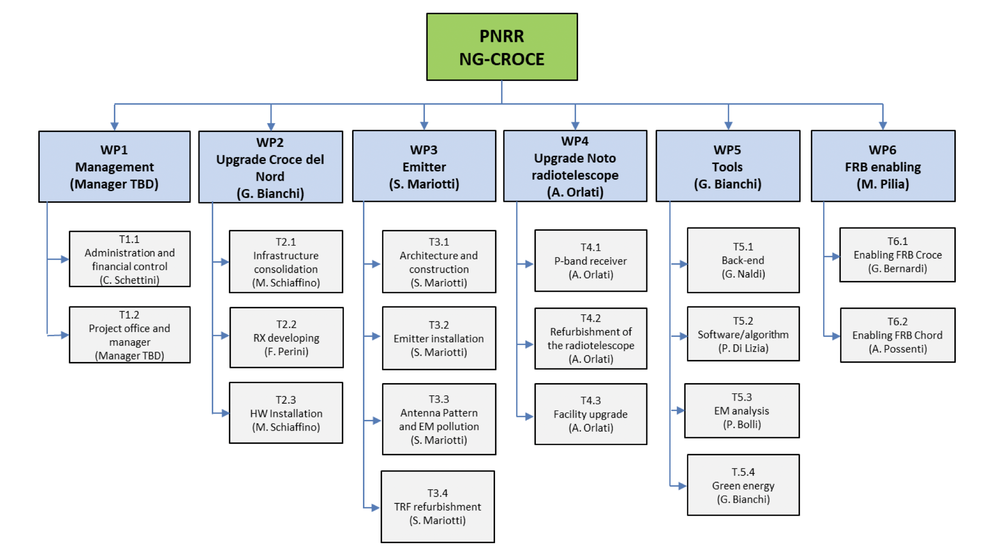 PNRR
NG-CROCE
WP1
Management
(Manager TBD)
T1.1
Administration and
financial control
(C. Schettini)
T1.2
Project office and
manager
(Manager TBD)
WP2
Upgrade Croce del
Nord
(G. Bianchi)
T2.1
Infrastructure
consolidation
(M. Schiaffino)
T2.2
RX developing
(F. Perini)
T2.3
HW Installation
(M. Schiaffino)
WP3
Emitter
(S. Mariotti)
T3.1
Architecture and
construction
(S. Mariotti)
T3.2
Emitter installation
(S. Mariotti)
T3.3
Antenna Pattern
and EM pollution
(S. Mariotti)
T3.4
TRF refurbishment
(S. Mariotti)
WP4
Upgrade Noto
radiotelescope
(A. Orlati)
T4.1
P-band receiver
(A. Orlati)
T4.2
Refurbishment of
the radiotelescope
(A. Orlati)
T4.3
Facility upgrade
(A. Orlati)
WP5
Tools
(G. Bianchi)
T5.1
Back-end
(G. Naldi)
T5.2
Software/algorithm
(P. Di Lizia)
T5.3
EM analysis
(P. Bolli)
T.5.4
Green energy
(G. Bianchi)
WP6
FRB enabling
(M. Pilia)
T6.1
Enabling FRB Croce
(G. Bernardi)
T6.2
Enabling FRB Chord
(A. Possenti)